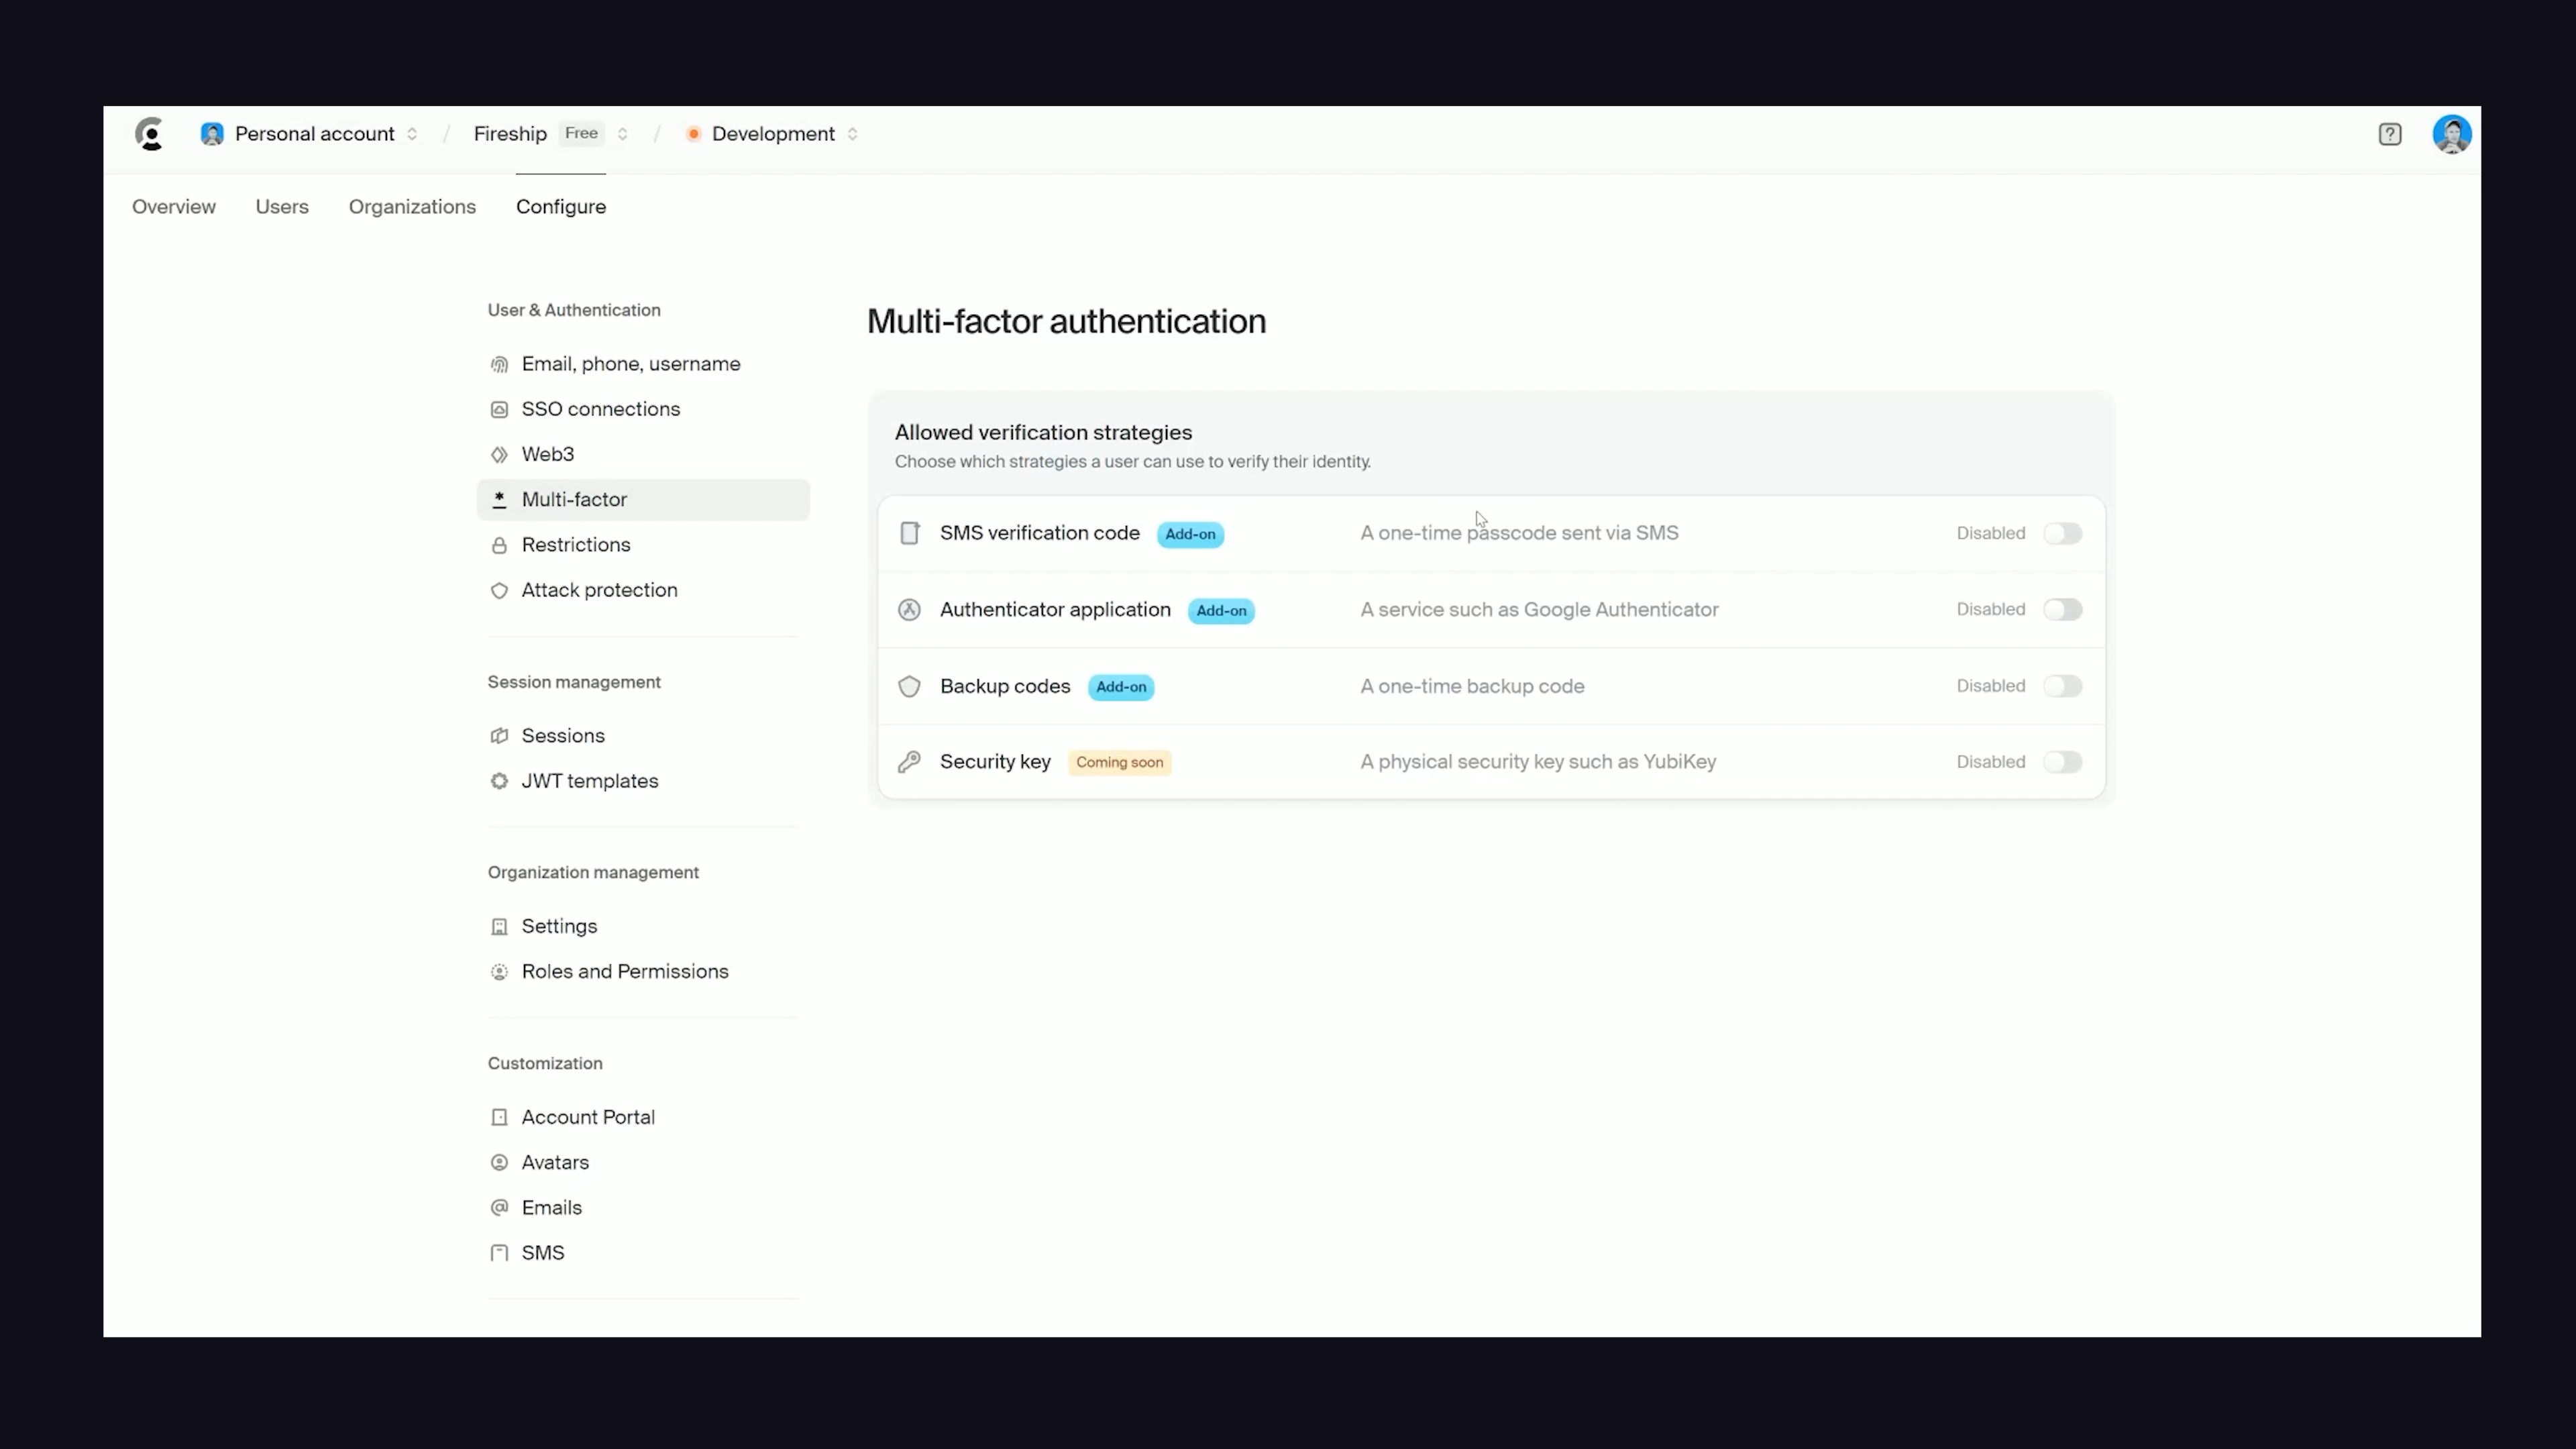 Personal account / Fireship Free / Development
Overview Users Organizations Configure
User & Authentication
Email, phone, username
SSO connections
Web3
Multi-factor
Restrictions
Attack protection
Session management
Sessions
JWT templates
Organization management
Settings
Roles and Permissions
Customization
Account Portal
Avatars
Emails
SMS
Multi-factor authentication
Allowed verification strategies
Choose which strategies a user can use to verify their identity.
SMS verification code Add-on A one-time passcode sent via SMS Disabled
Authenticator application Add-on A service such as Google Authenticator Disabled
Backup codes Add-on A one-time backup code Disabled
Security key Coming soon A physical security key such as YubiKey Disabled